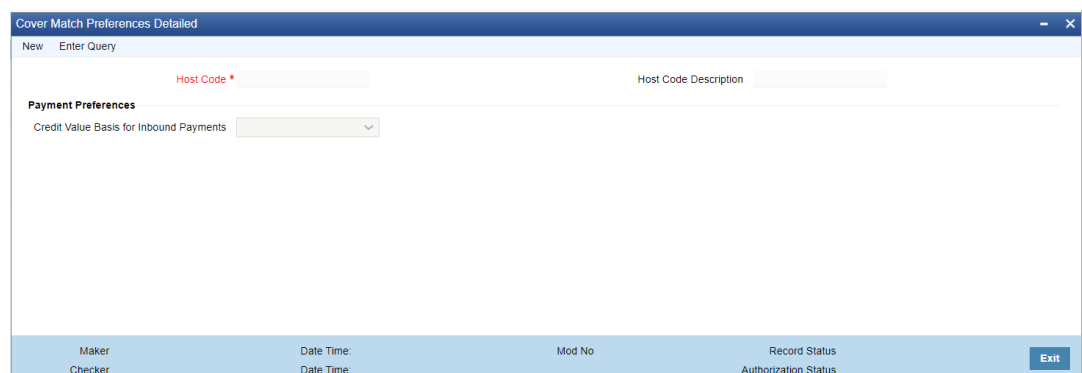 Cover Match Preferences Detailed
New Enter Query
Host Code * Host Code Description
Payment Preferences
Credit Value Basis for Inbound Payments
Maker Date Time: Mod No Record Status Exit
Checker Date Time: Authorization Status